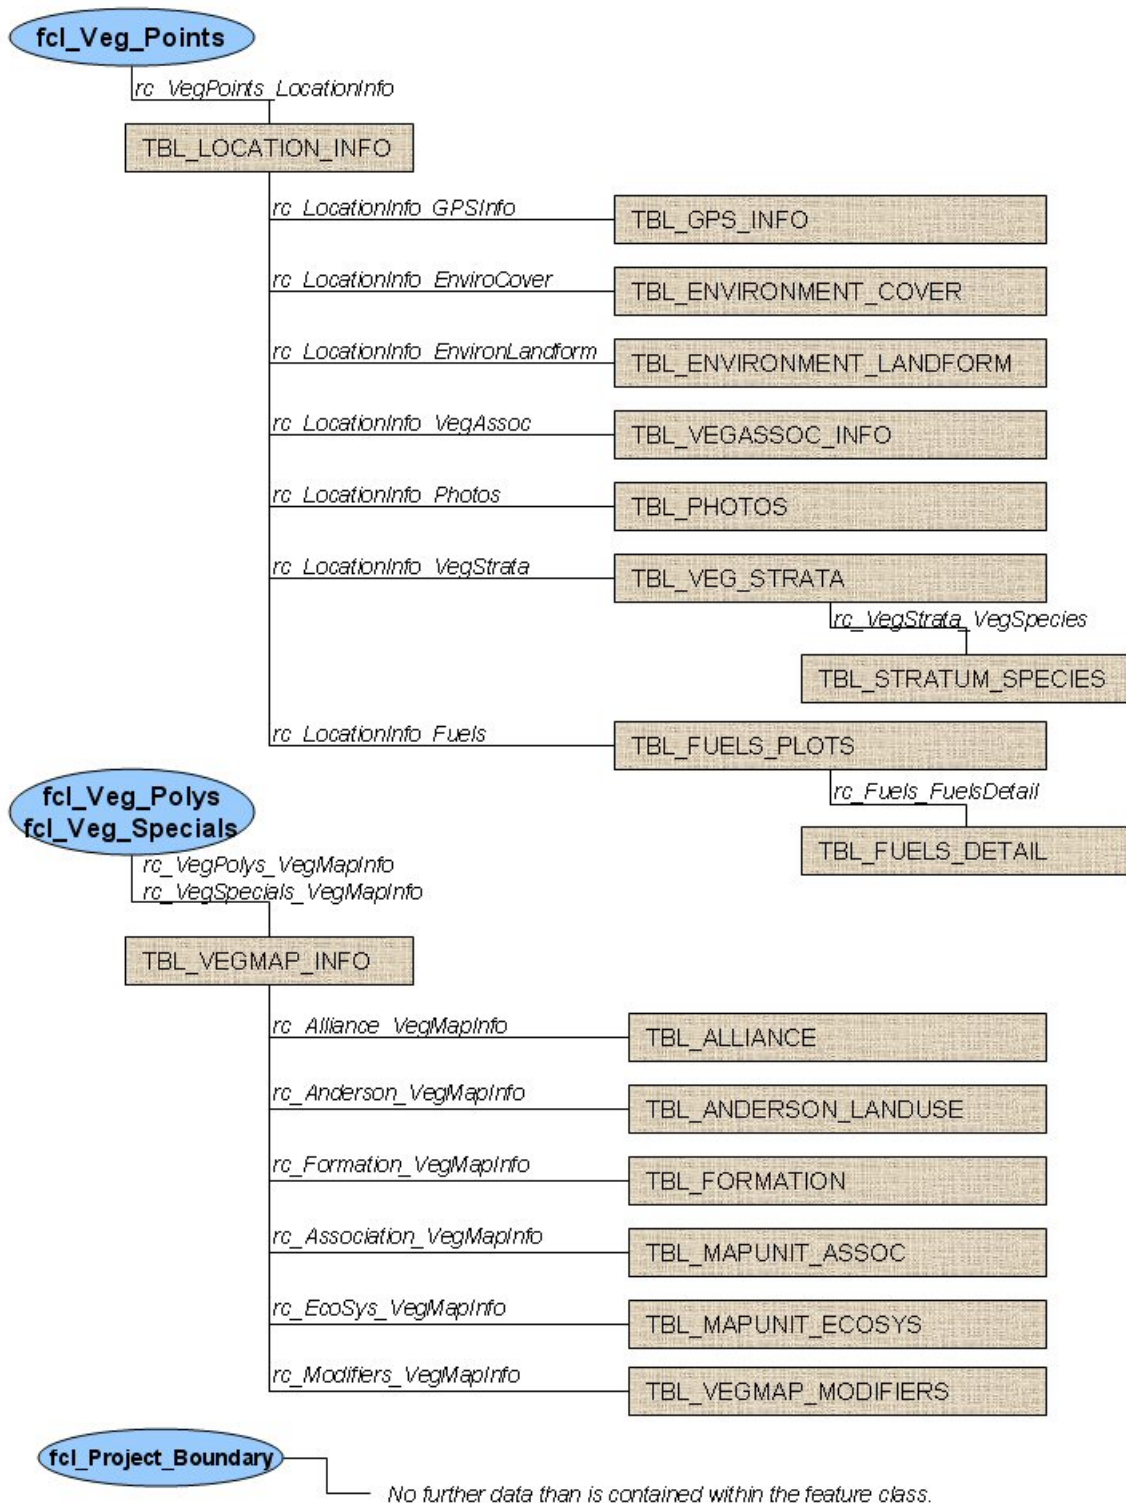 fcl_Veg_Points
rc_VegPoints_LocationInfo
TBL_LOCATION_INFO
rc_LocationInfo_GPSInfo
TBL_GPS_INFO
rc_LocationInfo_EnviroCover
TBL_ENVIRONMENT_COVER
rc_LocationInfo_EnvironLandform
TBL_ENVIRONMENT_LANDFORM
rc_LocationInfo_VegAssoc
TBL_VEGASSOC_INFO
rc_LocationInfo_Photos
TBL_PHOTOS
rc_LocationInfo_VegStrata
TBL_VEG_STRATA
rc_VegStrata_VegSpecies
TBL_STRATUM_SPECIES
rc_LocationInfo_Fuels
TBL_FUELS_PLOTS
rc_Fuels_FuelsDetail
TBL_FUELS_DETAIL
fcl_Veg_Polys
fcl_Veg_Specials
rc_VegPolys_VegMapInfo
rc_VegSpecials_VegMapInfo
TBL_VEGMAP_INFO
rc_Alliance_VegMapInfo
TBL_ALLIANCE
rc_Anderson_VegMapInfo
TBL_ANDERSON_LANDUSE
rc_Formation_VegMapInfo
TBL_FORMATION
rc_Association_VegMapInfo
TBL_MAPUNIT_ASSOC
rc_EcoSys_VegMapInfo
TBL_MAPUNIT_ECOSYS
rc_Modifiers_VegMapInfo
TBL_VEGMAP_MODIFIERS
fcl_Project_Boundary
No further data than is contained within the feature class.